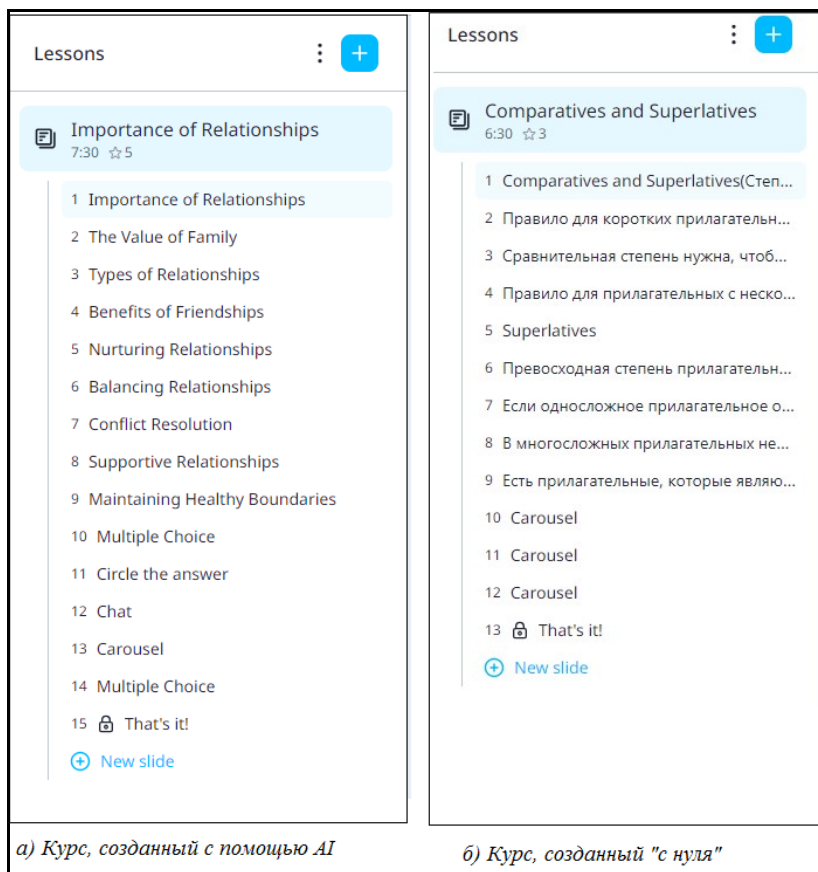 Lessons
Importance of Relationships
7:30 ☆5
1 Importance of Relationships
2 The Value of Family
3 Types of Relationships
4 Benefits of Friendships
5 Nurturing Relationships
6 Balancing Relationships
7 Conflict Resolution
8 Supportive Relationships
9 Maintaining Healthy Boundaries
10 Multiple Choice
11 Circle the answer
12 Chat
13 Carousel
14 Multiple Choice
15 That's it!
New slide
а) Курс, созданный с помощью AI
Lessons
Comparatives and Superlatives
6:30 ☆3
1 Comparatives and Superlatives(Степ...
2 Правило для коротких прилагательн...
3 Сравнительная степень нужна, чтоб...
4 Правило для прилагательных с неско...
5 Superlatives
6 Превосходная степень прилагательн...
7 Если односложное прилагательное о...
8 В многосложных прилагательных не...
9 Есть прилагательные, которые являю...
10 Carousel
11 Carousel
12 Carousel
13 That's it!
New slide
б) Курс, созданный "с нуля"